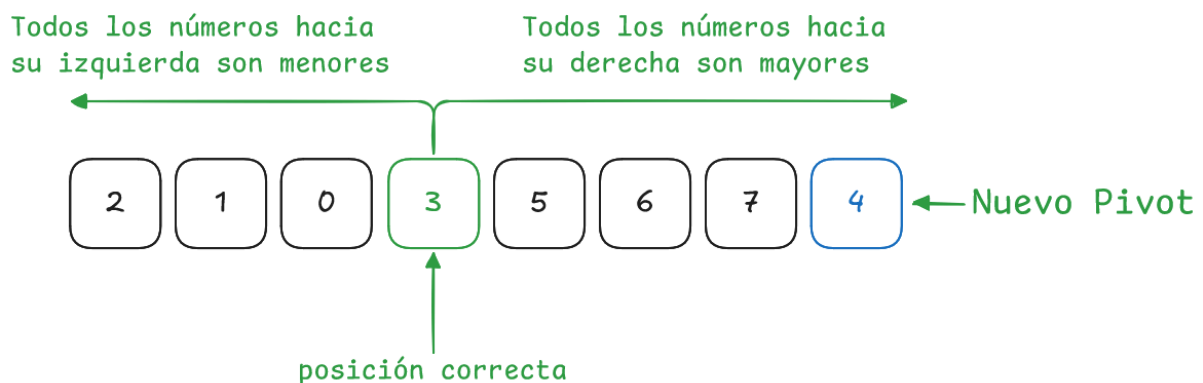 Todos los números hacia
su izquierda son menores
Todos los números hacia
su derecha son mayores
2 1 0 3 5 6 7 4
Nuevo Pivot
posición correcta